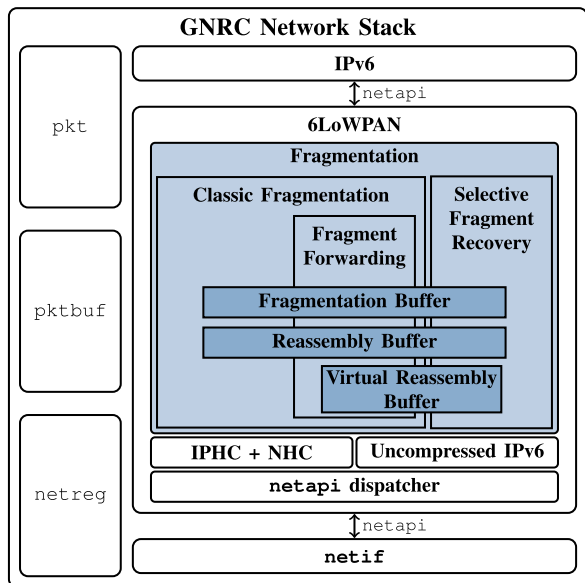 GNRC Network Stack
IPv6
netapi
pkt
6LoWPAN
Fragmentation
Classic Fragmentation
Selective
Fragment
Recovery
Fragment
Forwarding
pktbuf
Fragmentation Buffer
Reassembly Buffer
Virtual Reassembly
Buffer
IPHC + NHC
Uncompressed IPv6
netreg
netapi dispatcher
netapi
netif